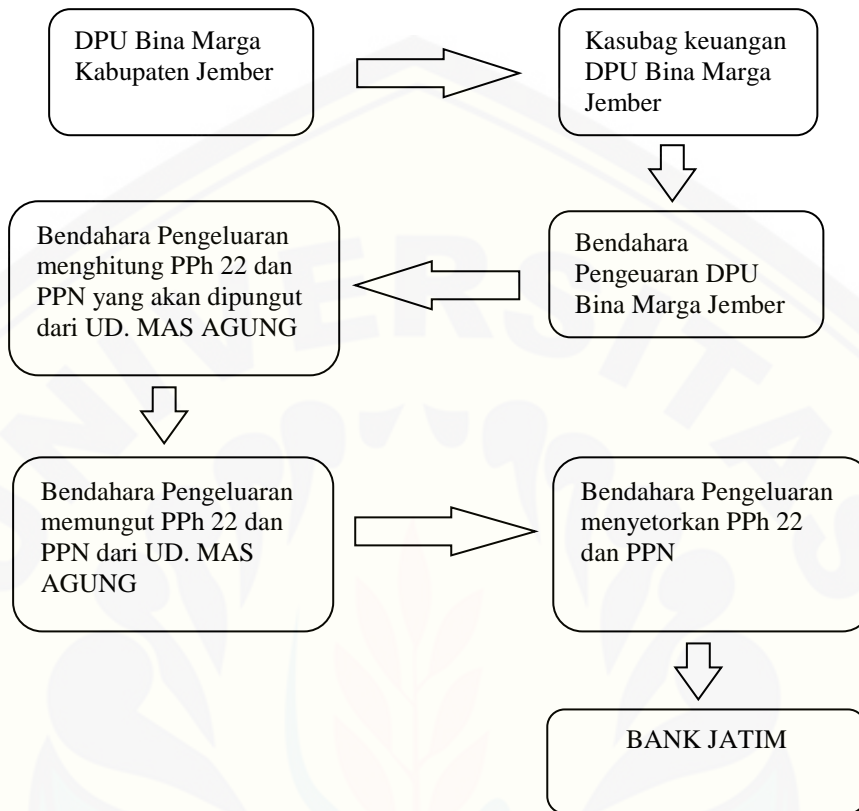 DPU Bina Marga
Kabupaten Jember
Kasubag keuangan
DPU Bina Marga
Jember
Bendahara
Pengeuaran DPU
Bina Marga Jember
Bendahara Pengeluaran
menghitung PPh 22 dan
PPN yang akan dipungut
dari UD. MAS AGUNG
Bendahara Pengeluaran
memungut PPh 22 dan
PPN dari UD. MAS
AGUNG
Bendahara Pengeluaran
menyetorkan PPh 22
dan PPN
BANK JATIM
UNIVERSITAS